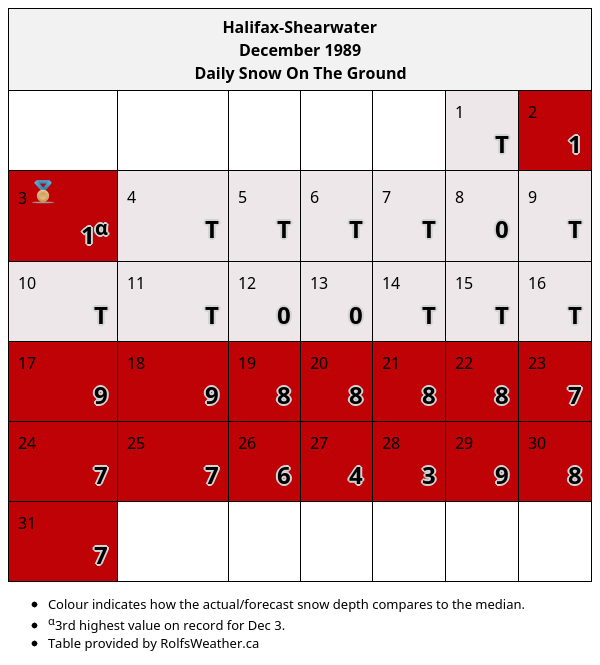 Halifax-Shearwater
December 1989
Daily Snow On The Ground
1 2
T 1
3 4 5 6 7 8 9
1α T T T T 0 T
10 11 12 13 14 15 16
T T 0 0 T T T
17 18 19 20 21 22 23
9 9 8 8 8 8 7
24 25 26 27 28 29 30
7 7 6 4 3 9 8
31
7
• Colour indicates how the actual/forecast snow depth compares to the median.
• α3rd highest value on record for Dec 3.
• Table provided by RolfsWeather.ca